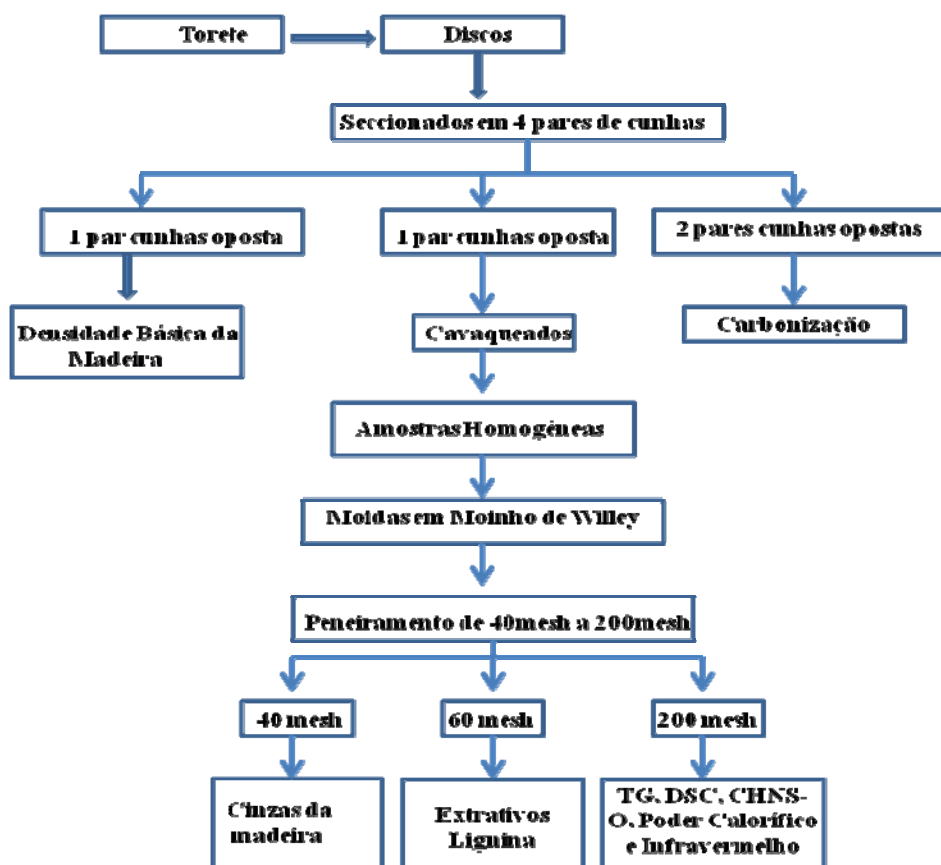 Torete
Discos
Seccionados em 4 pares de cunhas
1 par cunhas oposta
1 par cunhas oposta
2 pares cunhas opostas
Densidade Básica da
Madeira
Cavaqueados
Carbonização
Amostras Homogêneas
Moidas em Moinho de Willey
Peneiramento de 40mesh a 200mesh
40 mesh
60 mesh
200 mesh
Cinzas da
madeira
Extrativos
Lignina
TG, DSC, CHNS-
O, Poder Calorífico
e Infravermelho